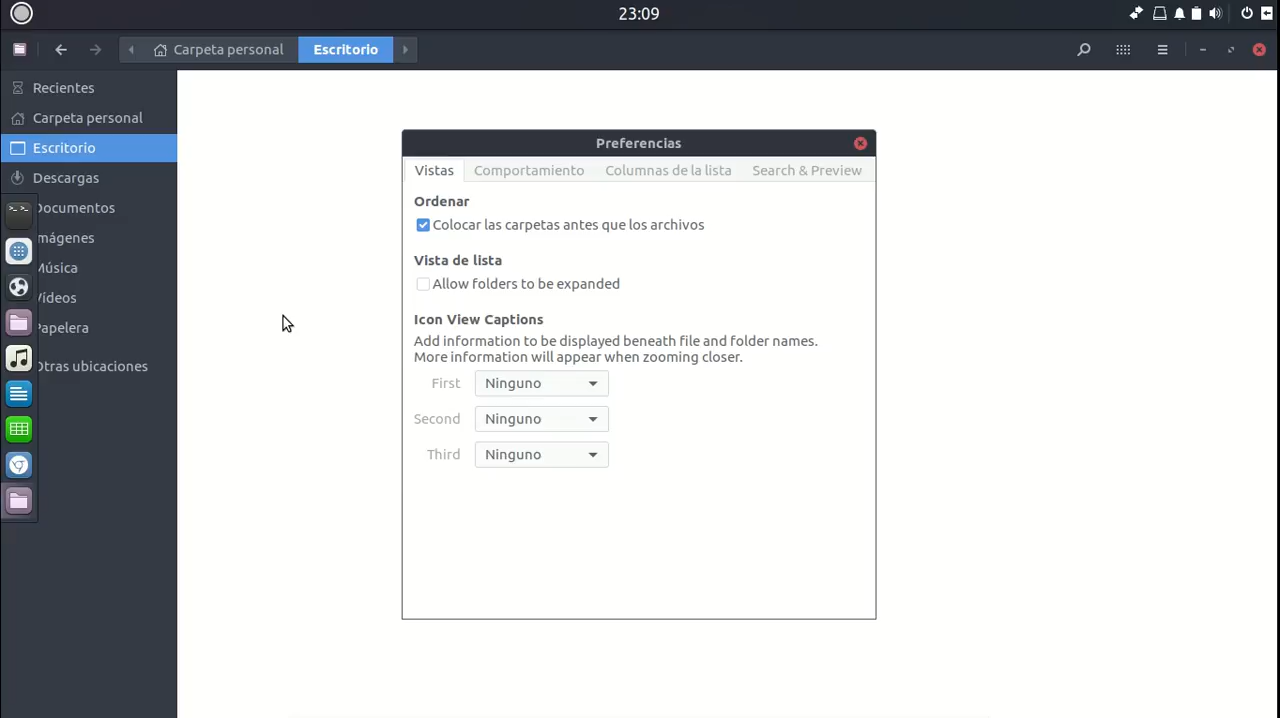 23:09
Carpeta personal
Escritorio
Recientes
Carpeta personal
Escritorio
Descargas
Documentos
Imágenes
Música
Vídeos
Papelera
Otras ubicaciones
Preferencias
Vistas Comportamiento Columnas de la lista Search & Preview
Ordenar
Colocar las carpetas antes que los archivos
Vista de lista
Allow folders to be expanded
Icon View Captions
Add information to be displayed beneath file and folder names.
More information will appear when zooming closer.
First Ninguno
Second Ninguno
Third Ninguno